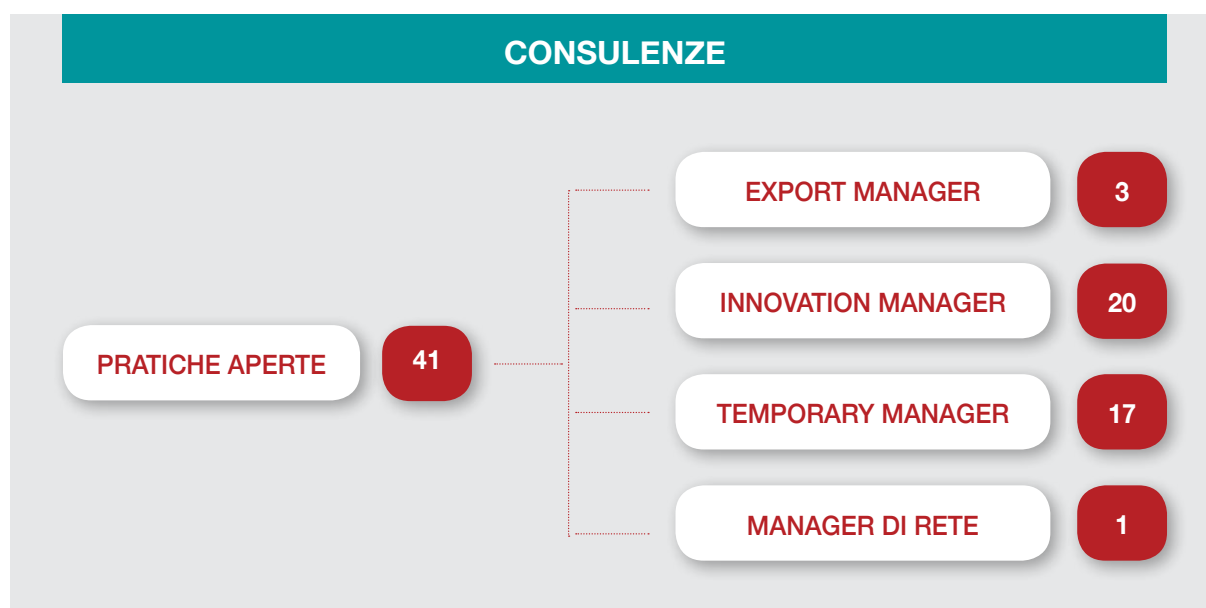 CONSULENZE
PRATICHE APERTE 41
EXPORT MANAGER 3
INNOVATION MANAGER 20
TEMPORARY MANAGER 17
MANAGER DI RETE 1